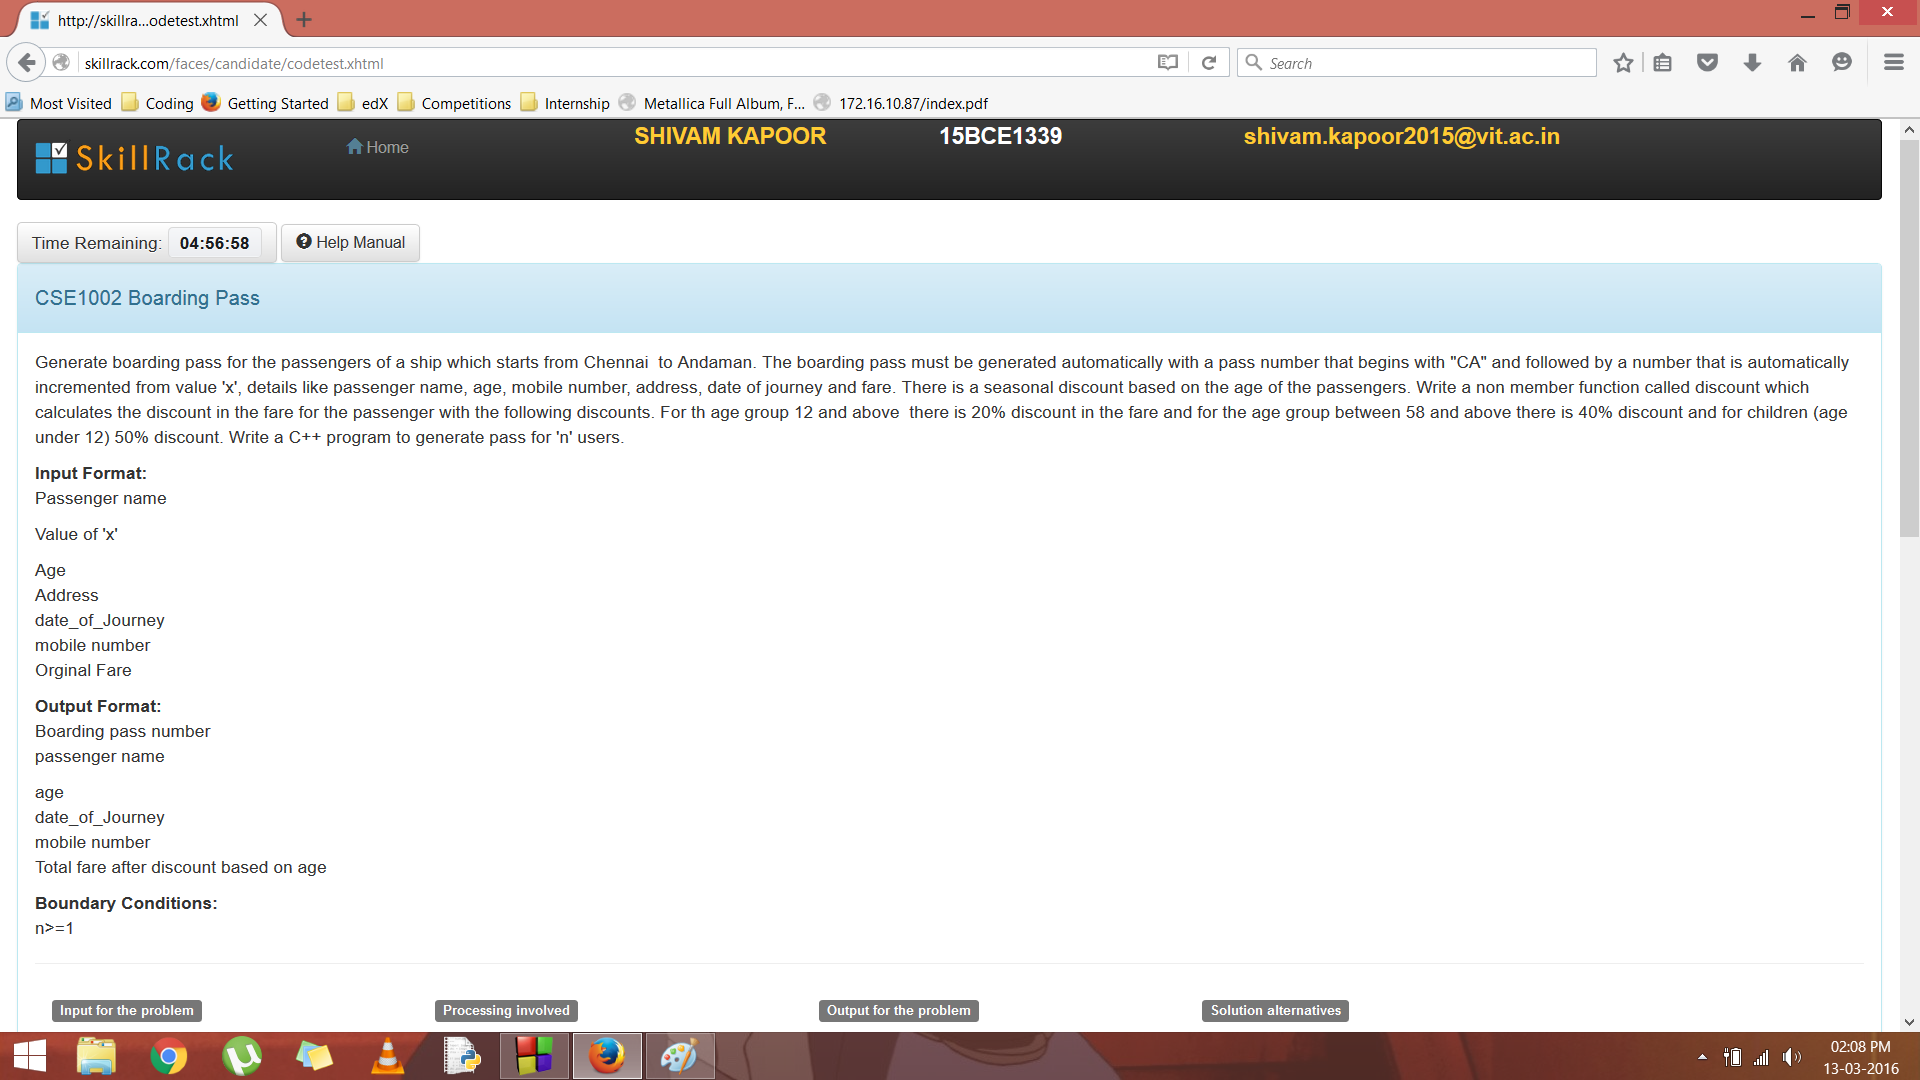 http://skillra...odetest.xhtml
skillrack.com/faces/candidate/codetest.xhtml
Search
Most Visited Coding Getting Started edX Competitions Internship Metallica Full Album, F... 172.16.10.87/index.pdf
SkillRack Home SHIVAM KAPOOR 15BCE1339 shivam.kapoor2015@vit.ac.in
Time Remaining: 04:56:58 Help Manual
CSE1002 Boarding Pass
Generate boarding pass for the passengers of a ship which starts from Chennai  to Andaman. The boarding pass must be generated automatically with a pass number that begins with "CA" and followed by a number that is automatically
incremented from value 'x', details like passenger name, age, mobile number, address, date of journey and fare. There is a seasonal discount based on the age of the passengers. Write a non member function called discount which
calculates the discount in the fare for the passenger with the following discounts. For th age group 12 and above  there is 20% discount in the fare and for the age group between 58 and above there is 40% discount and for children (age
under 12) 50% discount. Write a C++ program to generate pass for 'n' users.
Input Format:
Passenger name
Value of 'x'
Age
Address
date_of_Journey
mobile number
Orginal Fare
Output Format:
Boarding pass number
passenger name
age
date_of_Journey
mobile number
Total fare after discount based on age
Boundary Conditions:
n>=1
Input for the problem Processing involved Output for the problem Solution alternatives
02:08 PM
13-03-2016